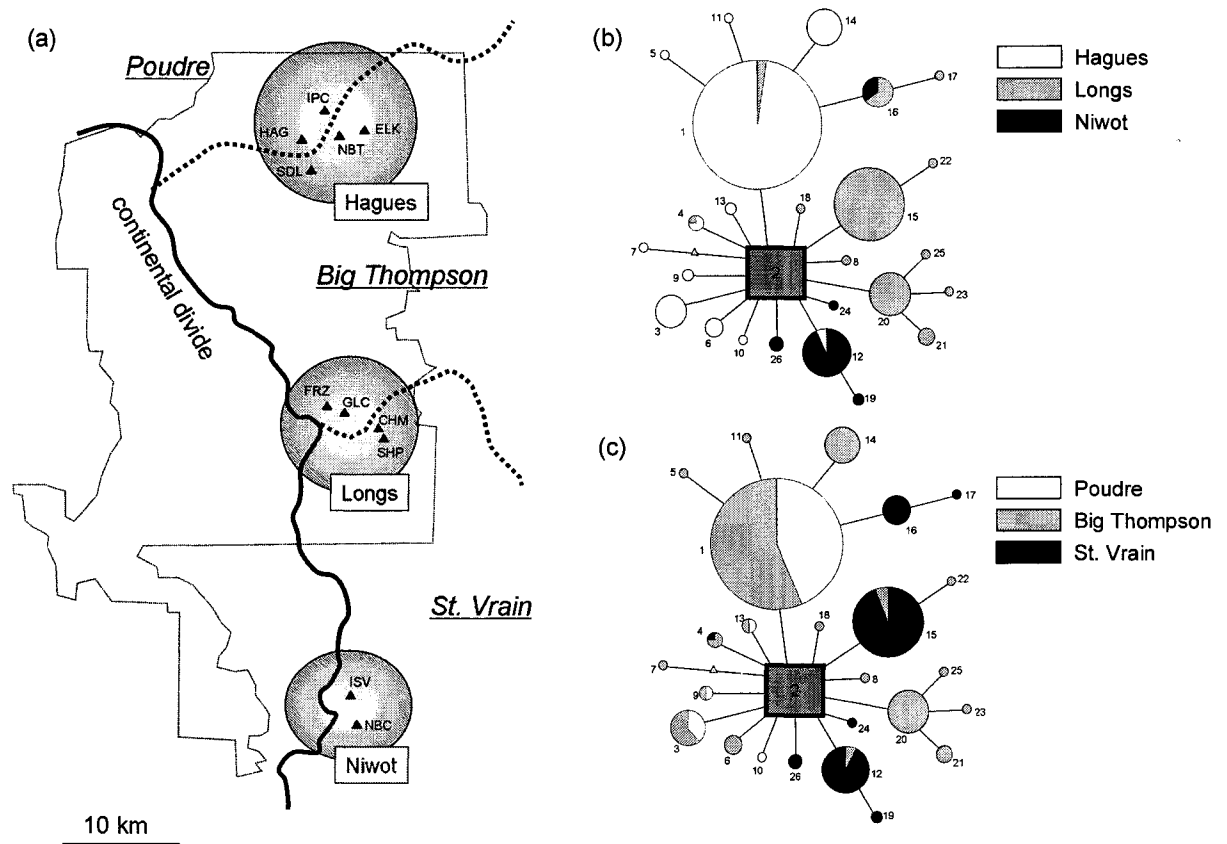 (a)
Poudre
IPC
HAG
ELK
NBT
SDL
Hagues
continental divide
Big Thompson
FRZ
GLC
CHM
SHP
Longs
St. Vrain
ISV
NBC
Niwot
10 km
(b)
Hagues
Longs
Niwot
11
14
5
17
16
1
22
15
13
18
4
7
8
25
9
23
20
24
3
6
21
10
26
12
19
(c)
Poudre
Big Thompson
St. Vrain
11
14
5
17
16
1
22
15
13
18
4
7
8
25
2
9
23
20
24
3
6
21
10
26
12
19